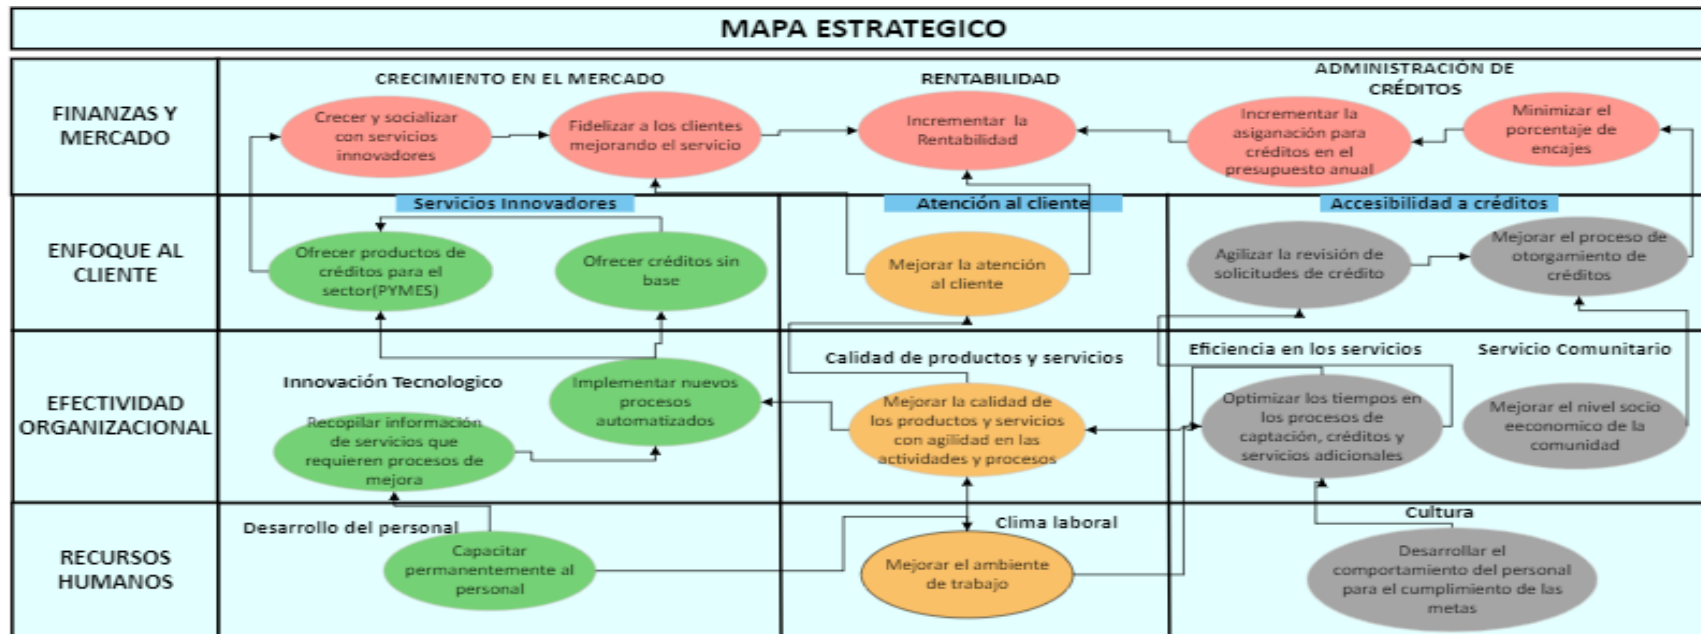 MAPA ESTRATEGICO
FINANZAS Y
MERCADO
CRECIMIENTO EN EL MERCADO
RENTABILIDAD
ADMINISTRACIÓN DE
CRÉDITOS
Crecer y socializar
con servicios
innovadores
Fidelizar a los clientes
mejorando el servicio
Incrementar la
Rentabilidad
Incrementar la
asiganación para
créditos en el
presupuesto anual
Minimizar el
porcentaje de
encajes
ENFOQUE AL
CLIENTE
Servicios Innovadores
Atención al cliente
Accesibilidad a créditos
Ofrecer productos de
créditos para el
sector(PYMES)
Ofrecer créditos sin
base
Mejorar la atención
al cliente
Agilizar la revisión de
solicitudes de crédito
Mejorar el proceso de
otorgamiento de
créditos
EFECTIVIDAD
ORGANIZACIONAL
Innovación Tecnologico
Calidad de productos y servicios
Eficiencia en los servicios
Servicio Comunitario
Recopilar información
de servicios que
requieren procesos de
mejora
Implementar nuevos
procesos
automatizados
Mejorar la calidad de
los productos y servicios
con agilidad en las
actividades y procesos
Optimizar los tiempos en
los procesos de
captación, créditos y
servicios adicionales
Mejorar el nivel socio
eeconomico de la
comunidad
RECURSOS
HUMANOS
Desarrollo del personal
Clima laboral
Cultura
Capacitar
permanentemente al
personal
Mejorar el ambiente
de trabajo
Desarrollar el
comportamiento del personal
para el cumplimiento de las
metas